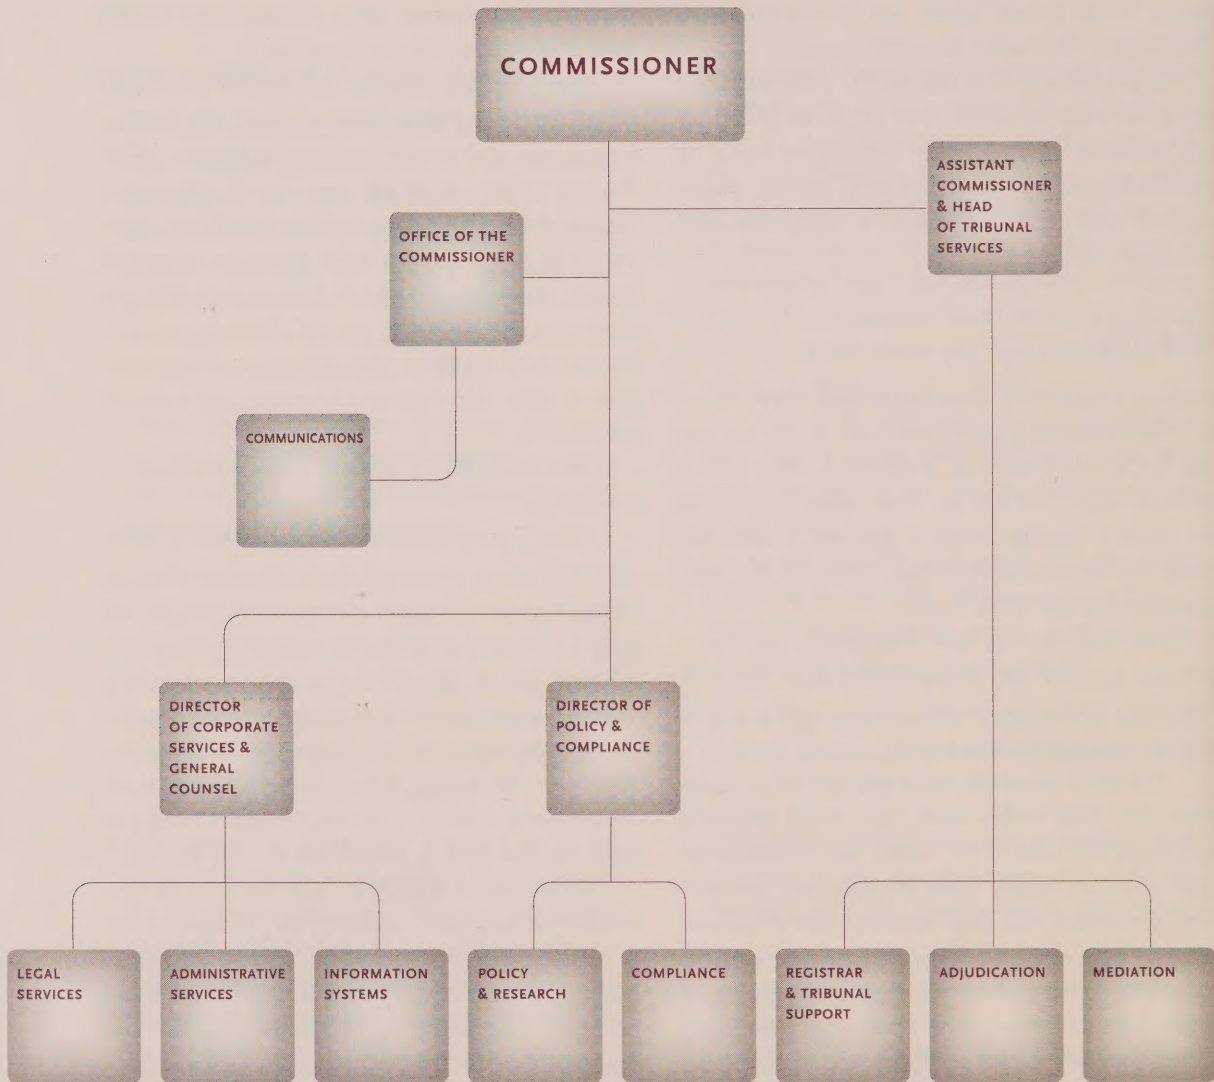 COMMISSIONER
ASSISTANT
COMMISSIONER
& HEAD
OF TRIBUNAL
SERVICES
OFFICE OF THE
COMMISSIONER
COMMUNICATIONS
DIRECTOR
OF CORPORATE
SERVICES &
GENERAL
COUNSEL
DIRECTOR OF
POLICY &
COMPLIANCE
LEGAL
SERVICES
ADMINISTRATIVE
SERVICES
INFORMATION
SYSTEMS
POLICY
& RESEARCH
COMPLIANCE
REGISTRAR
& TRIBUNAL
SUPPORT
ADJUDICATION
MEDIATION